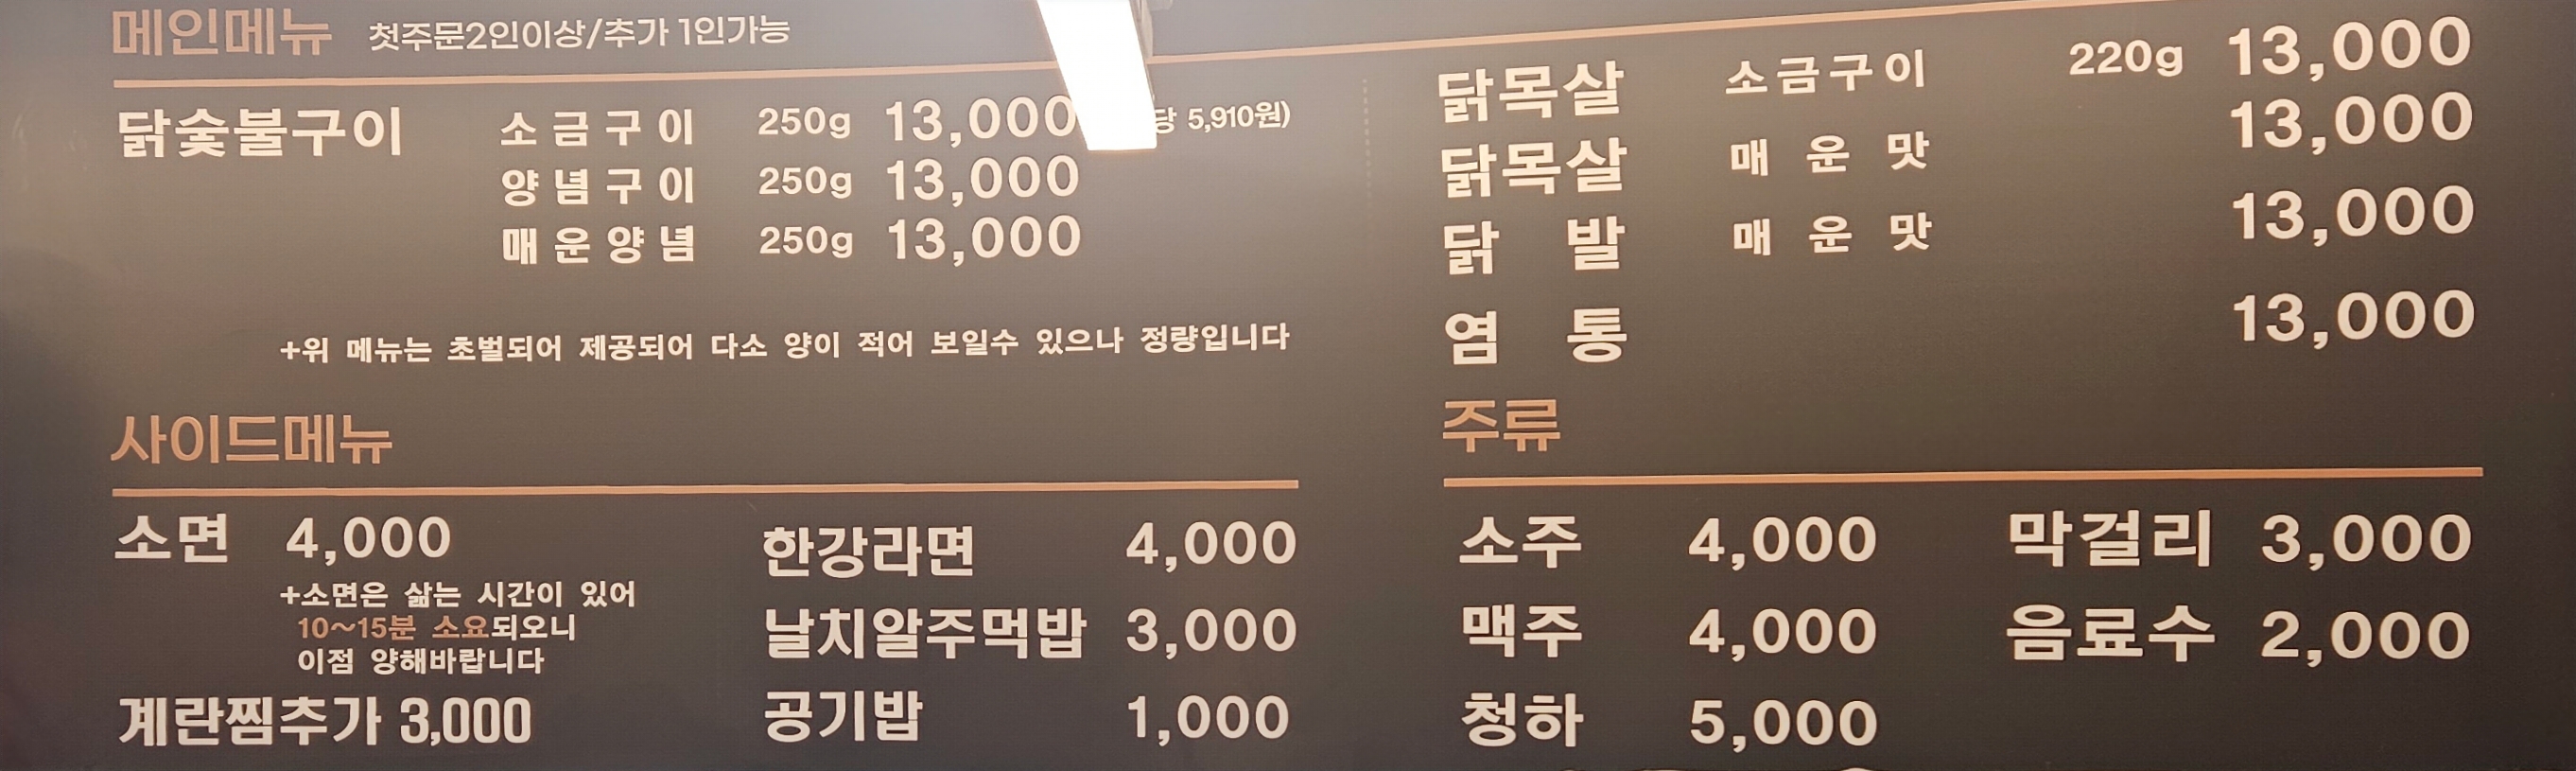 메인메뉴 첫주문2인이상/추가 1인가능
닭숯불구이 소금구이 250g 13,000 당 5,910원)
양념구이 250g 13,000
매운양념 250g 13,000
+위 메뉴는 초벌되어 제공되어 다소 양이 적어 보일수 있으나 정량입니다
닭목살 소금구이 220g 13,000
닭목살 매운맛 13,000
닭발 매운맛 13,000
염통 13,000
사이드메뉴
소면 4,000
+소면은 삶는 시간이 있어
10~15분 소요되오니
이점 양해바랍니다
계란찜추가 3,000
한강라면 4,000
날치알주먹밥 3,000
공기밥 1,000
주류
소주 4,000
맥주 4,000
청하 5,000
막걸리 3,000
음료수 2,000